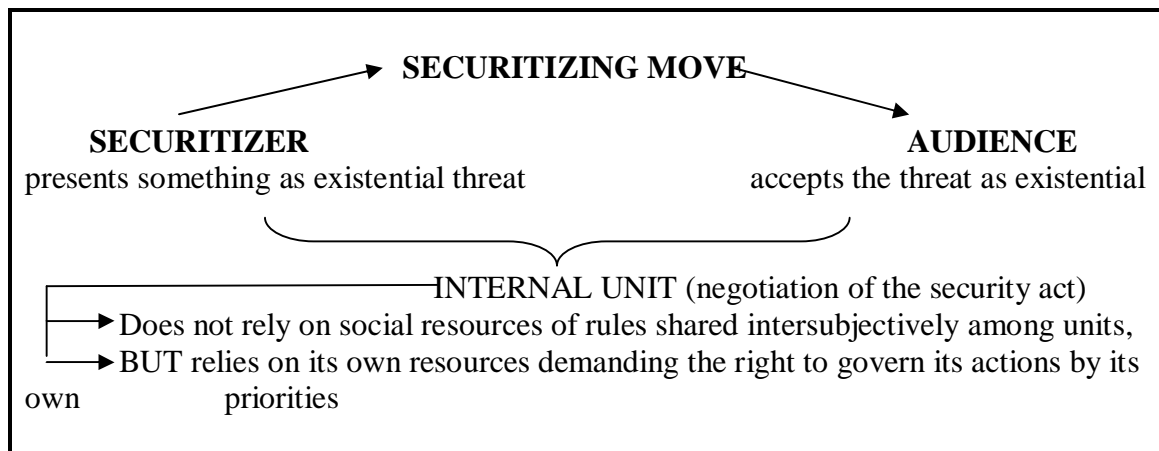 SECURITIZING MOVE
SECURITIZER AUDIENCE
presents something as existential threat accepts the threat as existential
INTERNAL UNIT (negotiation of the security act)
Does not rely on social resources of rules shared intersubjectively among units,
BUT relies on its own resources demanding the right to govern its actions by its
own priorities